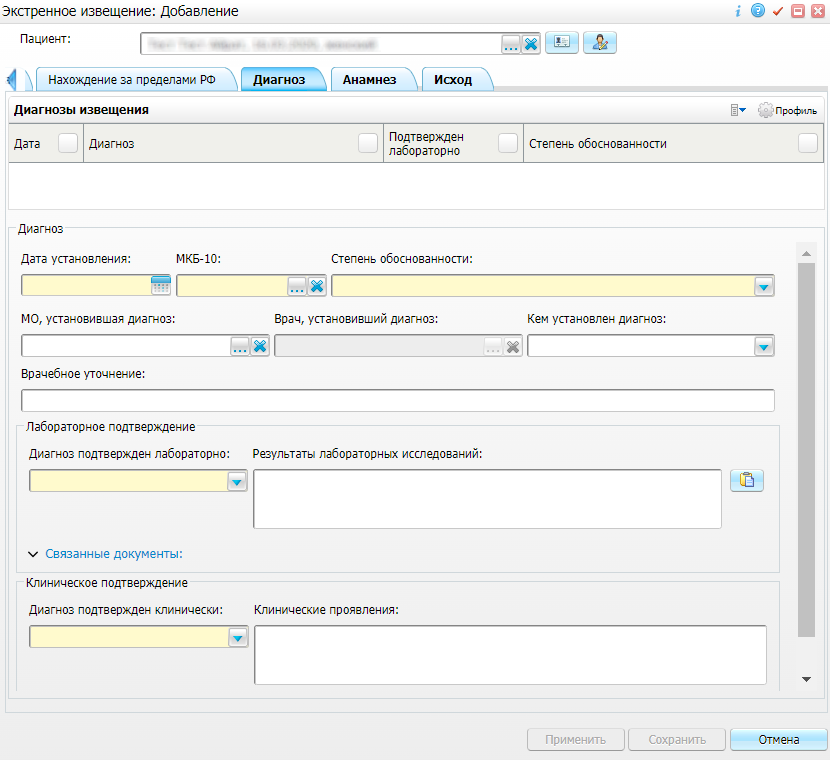 Экстренное извещение: Добавление
Пациент:
Нахождение за пределами РФ Диагноз Анамнез Исход
Диагнозы извещения Профиль
Дата Диагноз Подтвержден лабораторно Степень обоснованности
Диагноз
Дата установления: МКБ-10: Степень обоснованности:
МО, установившая диагноз: Врач, установивший диагноз: Кем установлен диагноз:
Врачебное уточнение:
Лабораторное подтверждение
Диагноз подтвержден лабораторно: Результаты лабораторных исследований:
Связанные документы:
Клиническое подтверждение
Диагноз подтвержден клинически: Клинические проявления:
Применить Сохранить Отмена